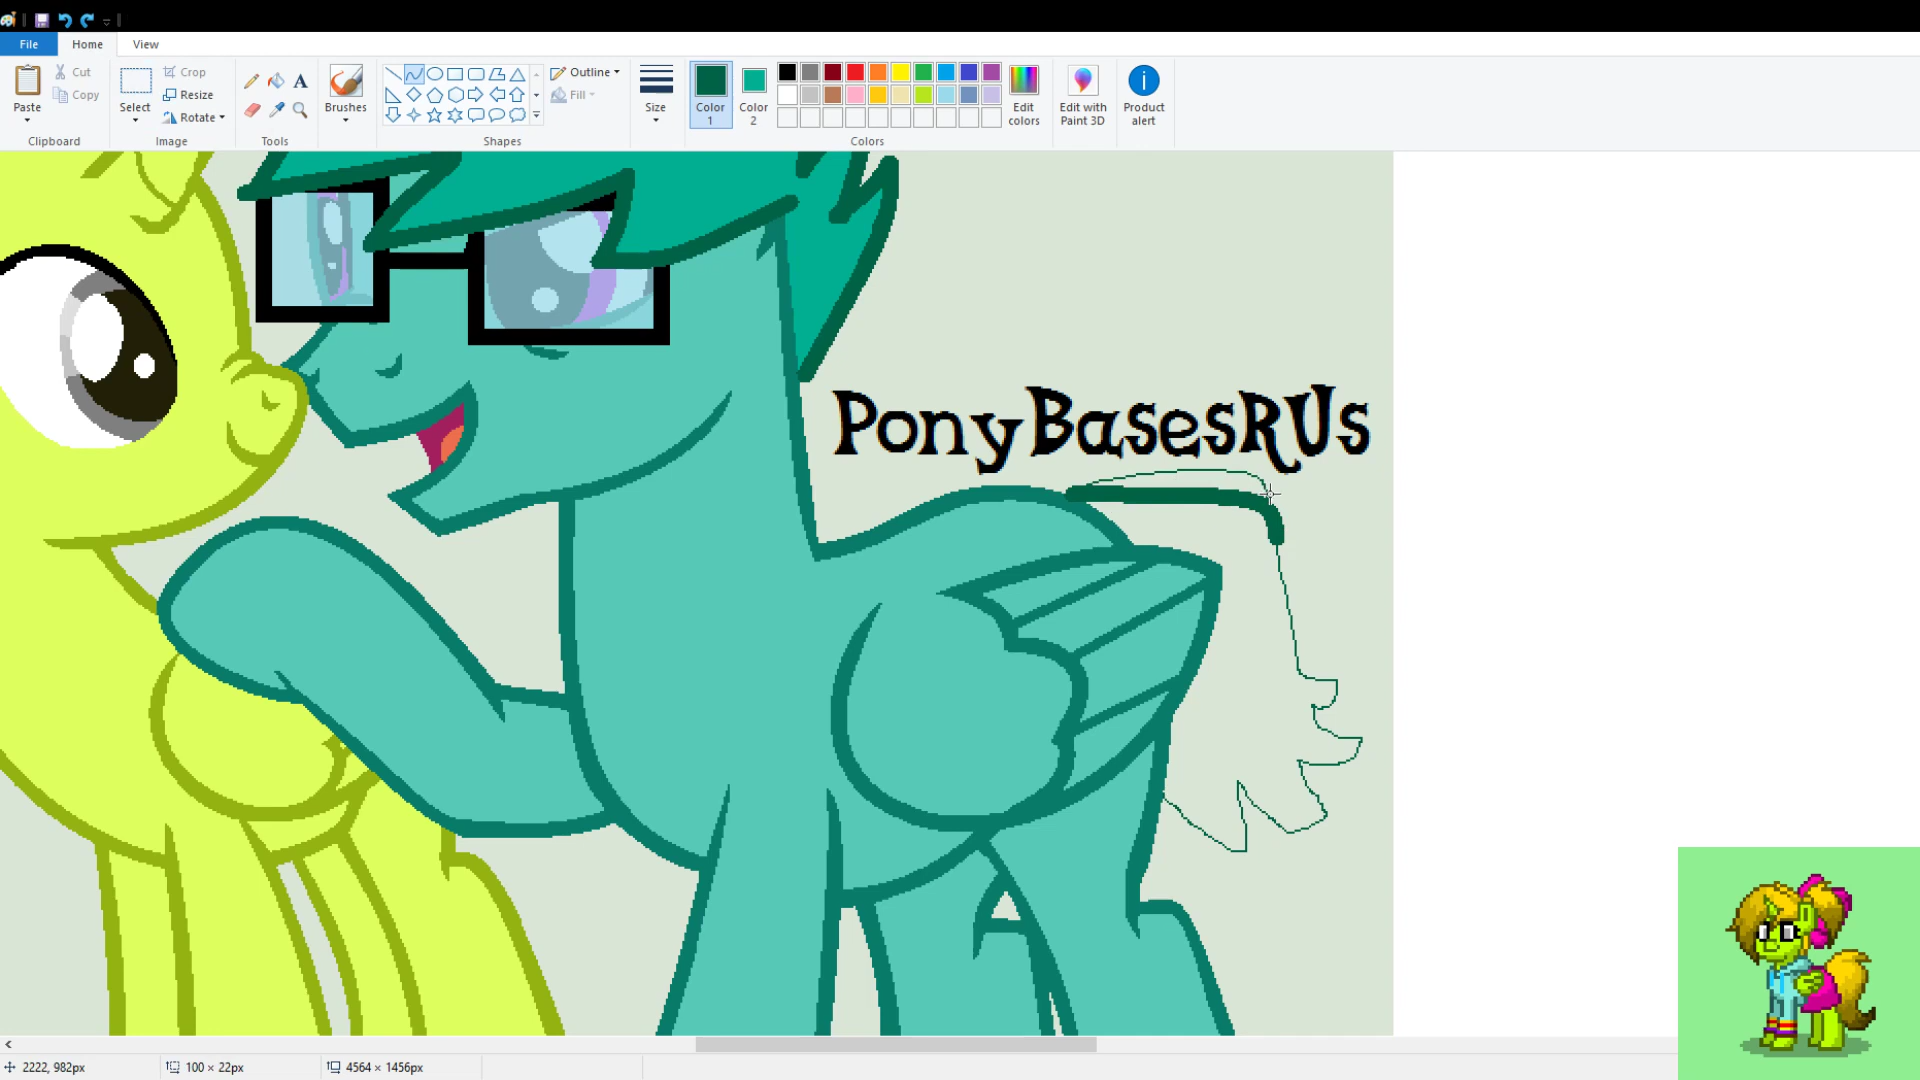 File Home View
Cut
Copy
Paste
Clipboard
Crop
Resize
Rotate
Select
Image
A
Tools
Brushes
Outline
Fill
Shapes
Size
Color 1
Color 2
Edit colors
Colors
Edit with Paint 3D
Product alert
PonyBasesRUs
2222, 982px 100 × 22px 4564 × 1456px